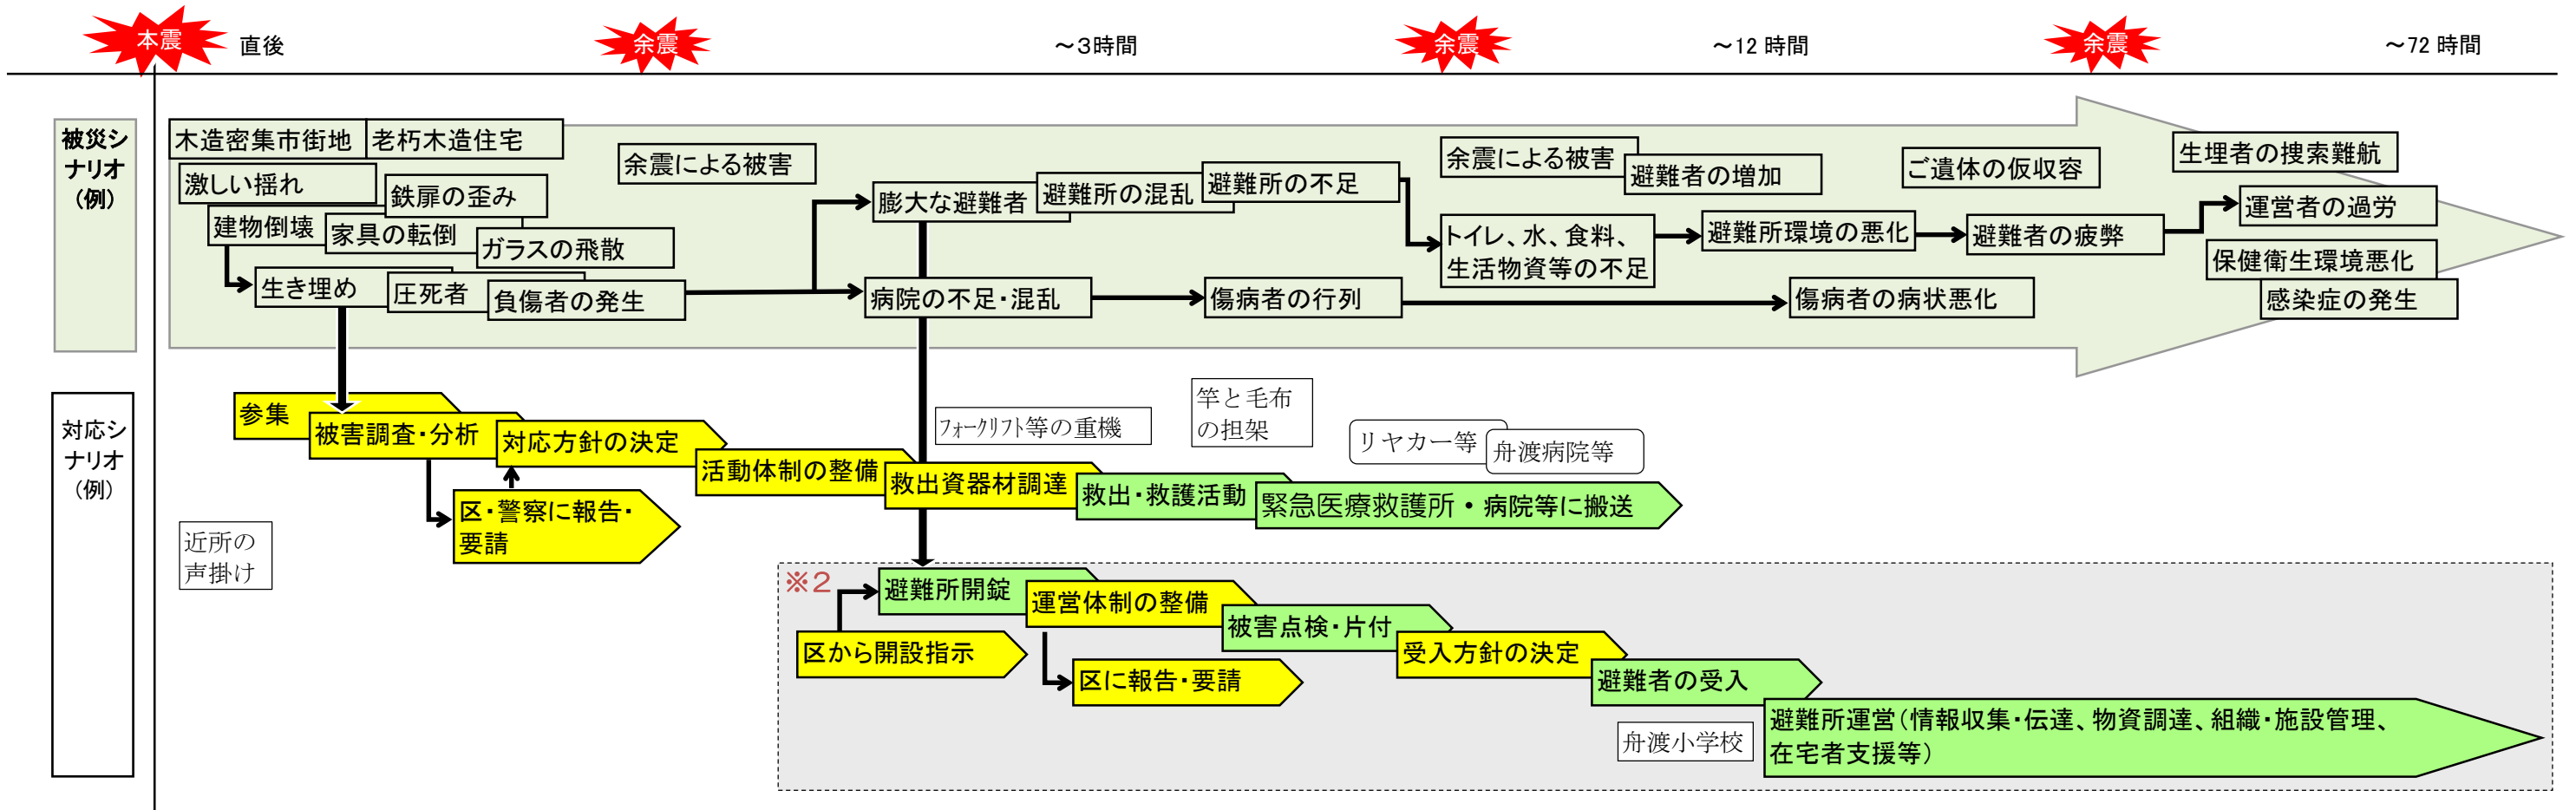 本震
直後
余震
～3時間
余震
～12 時間
余震
～72 時間
被災シ
ナリオ
（例）
木造密集市街地
老朽木造住宅
激しい揺れ
鉄扉の歪み
建物倒壊
家具の転倒
ガラスの飛散
生き埋め
圧死者
負傷者の発生
余震による被害
膨大な避難者
避難所の混乱
避難所の不足
病院の不足・混乱
傷病者の行列
余震による被害
避難者の増加
トイレ、水、食料、
生活物資等の不足
避難所環境の悪化
傷病者の病状悪化
ご遺体の仮収容
避難者の疲弊
生埋者の捜索難航
運営者の過労
保健衛生環境悪化
感染症の発生
対応シ
ナリオ
（例）
参集
被害調査・分析
対応方針の決定
区・警察に報告・
要請
近所の
声掛け
活動体制の整備
救出資器材調達
フォークリフト等の重機
救出・救護活動
竿と毛布
の担架
緊急医療救護所・病院等に搬送
リヤカー等
舟渡病院等
※2
避難所開錠
区から開設指示
運営体制の整備
区に報告・要請
被害点検・片付
受入方針の決定
避難者の受入
舟渡小学校
避難所運営（情報収集・伝達、物資調達、組織・施設管理、
在宅者支援等）